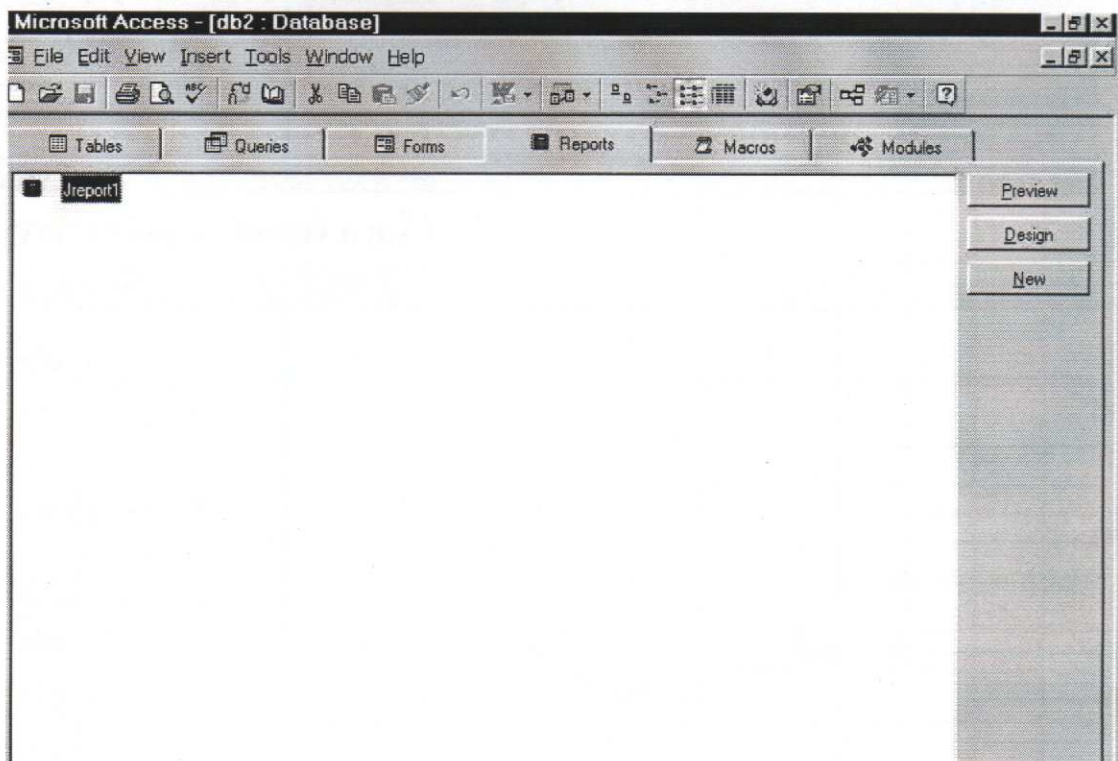 Microsoft Access - [db2 : Database]
File Edit View Insert Tools Window Help
ABC
Tables Queries Forms Reports Macros Modules
Jreport1
Preview
Design
New